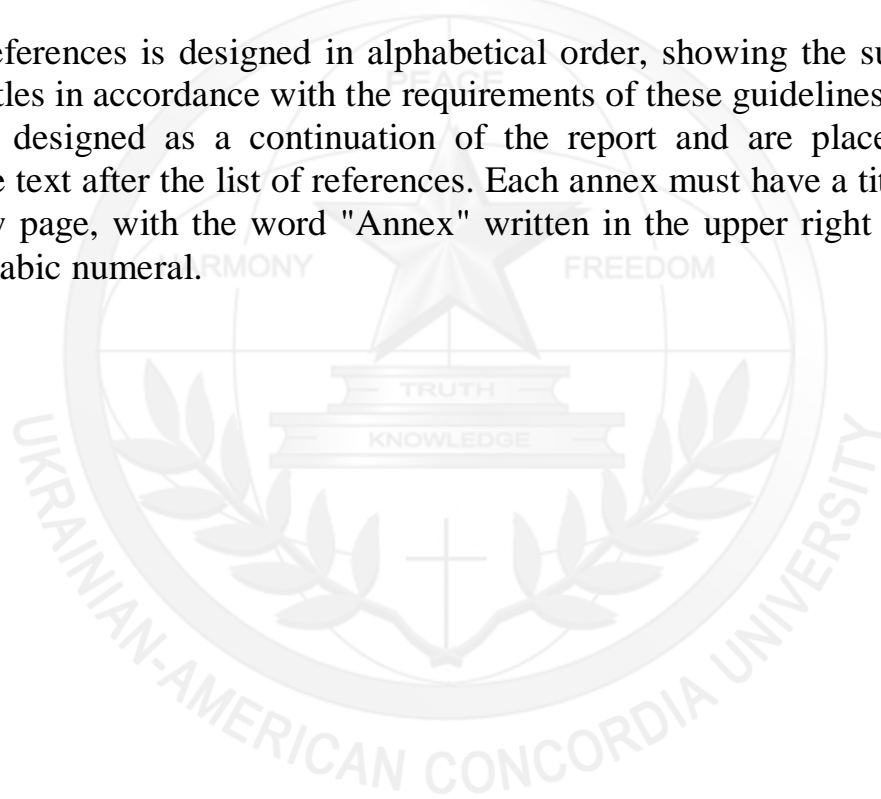 eferences is designed in alphabetical order, showing the su
tles in accordance with the requirements of these guidelines
designed as a continuation of the report and are place
e text after the list of references. Each annex must have a tit
y page, with the word "Annex" written in the upper right
abic numeral.
PEACE
HARMONY FREEDOM
TRUTH
KNOWLEDGE
UKRAINIAN-AMERICAN CONCORDIA UNIVERSITY